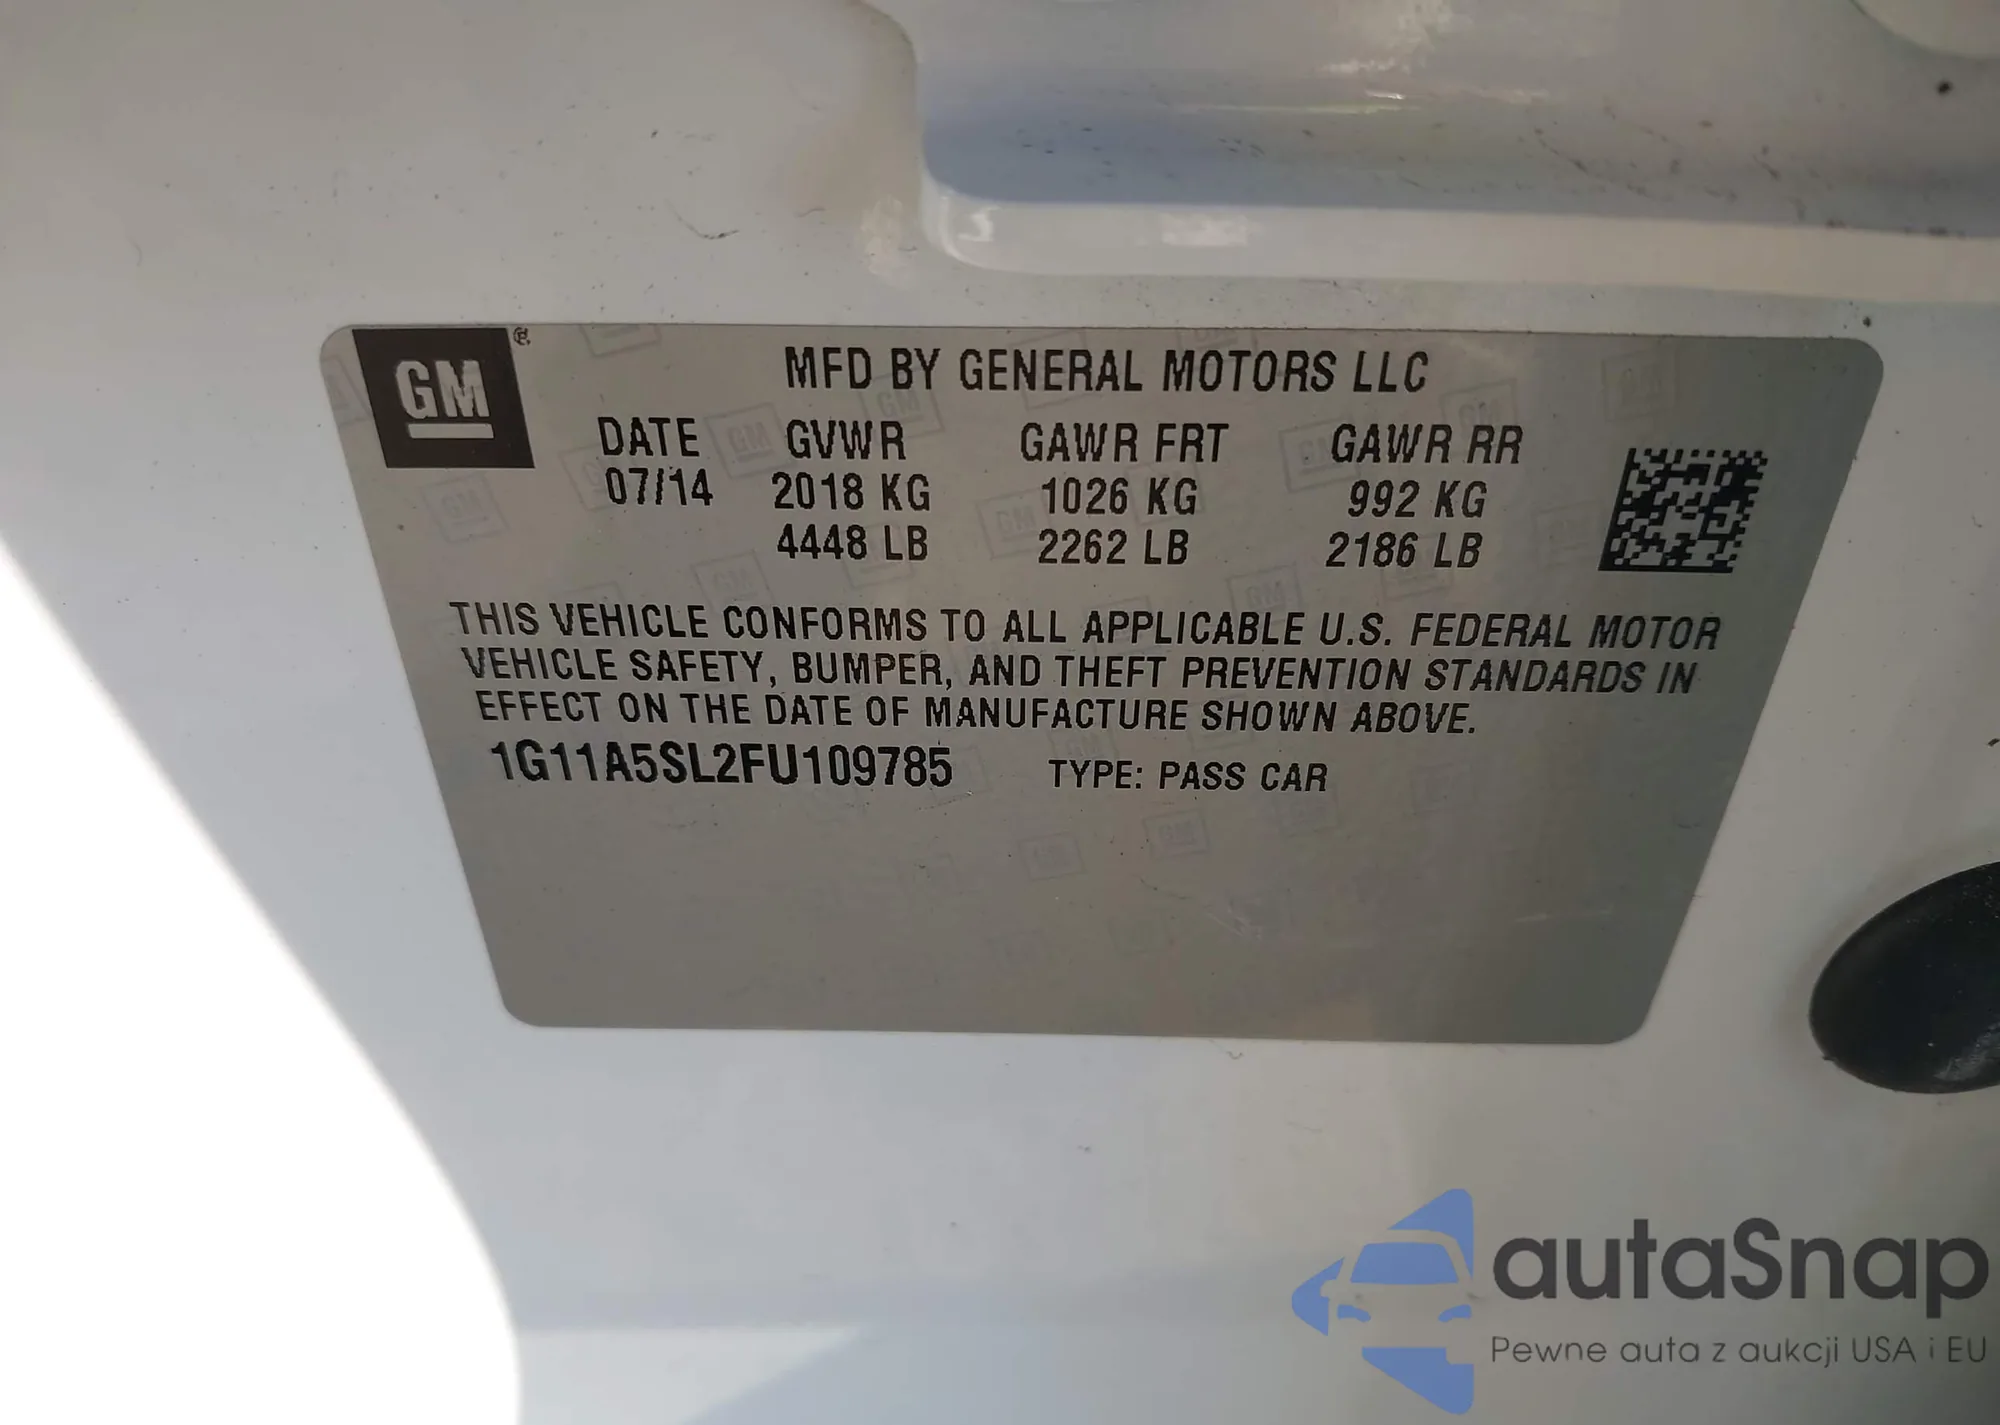 GM
MFD BY GENERAL MOTORS LLC
DATE GVWR GAWR FRT GAWR RR
07/14 2018 KG 1026 KG 992 KG
4448 LB 2262 LB 2186 LB
THIS VEHICLE CONFORMS TO ALL APPLICABLE U.S. FEDERAL MOTOR
VEHICLE SAFETY, BUMPER, AND THEFT PREVENTION STANDARDS IN
EFFECT ON THE DATE OF MANUFACTURE SHOWN ABOVE.
1G11A5SL2FU109785 TYPE: PASS CAR
autaSnap
Pewne auta z aukcji USA i EU